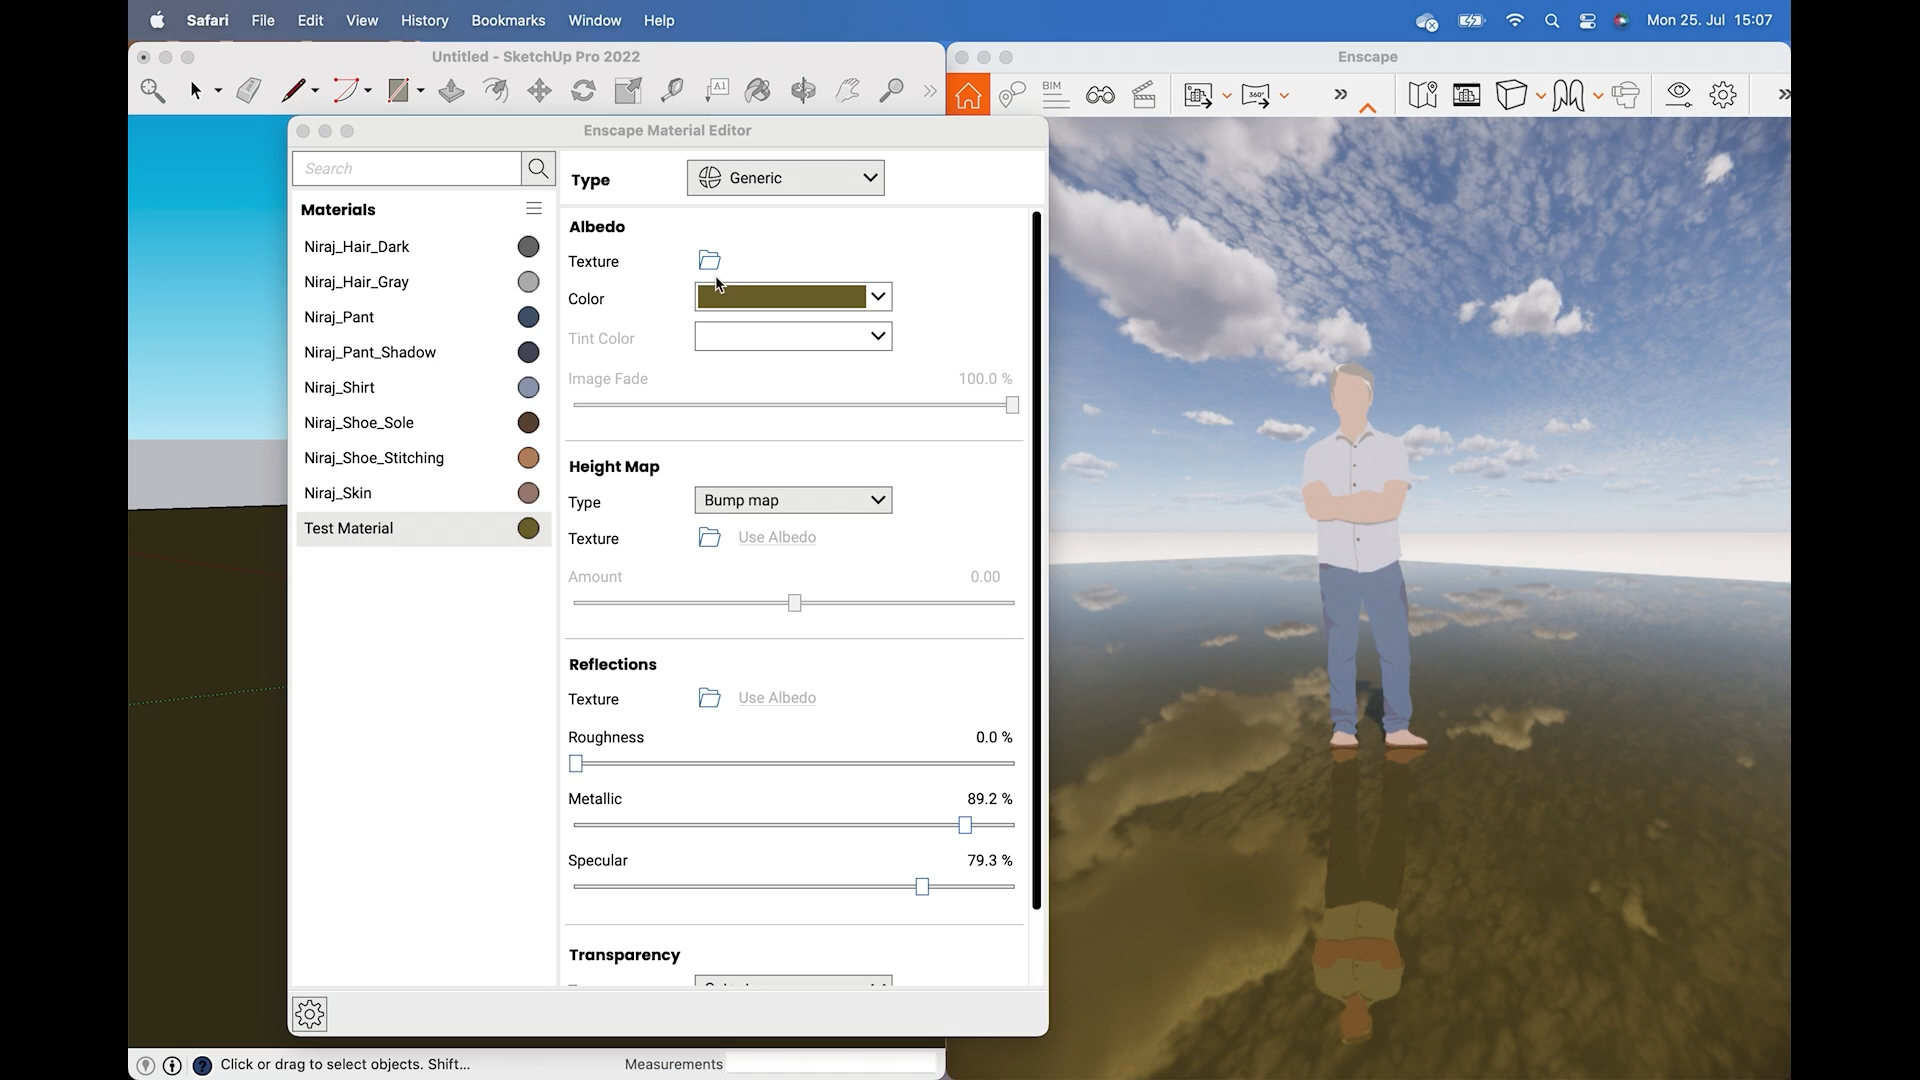 Safari File Edit View History Bookmarks Window Help
Mon 25. Jul 15:07
Untitled - SketchUp Pro 2022
Enscape
A1
BIM
360°
Enscape Material Editor
Search
Type Generic
Materials
Niraj_Hair_Dark
Niraj_Hair_Gray
Niraj_Pant
Niraj_Pant_Shadow
Niraj_Shirt
Niraj_Shoe_Sole
Niraj_Shoe_Stitching
Niraj_Skin
Test Material
Albedo
Texture
Color
Tint Color
Image Fade 100.0 %
Height Map
Type Bump map
Texture Use Albedo
Amount 0.00
Reflections
Texture Use Albedo
Roughness 0.0 %
Metallic 89.2 %
Specular 79.3 %
Transparency
Click or drag to select objects. Shift...
Measurements